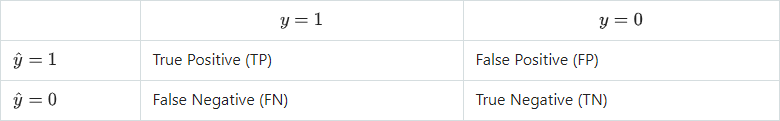 y = 1 y = 0
ŷ = 1 True Positive (TP) False Positive (FP)
ŷ = 0 False Negative (FN) True Negative (TN)